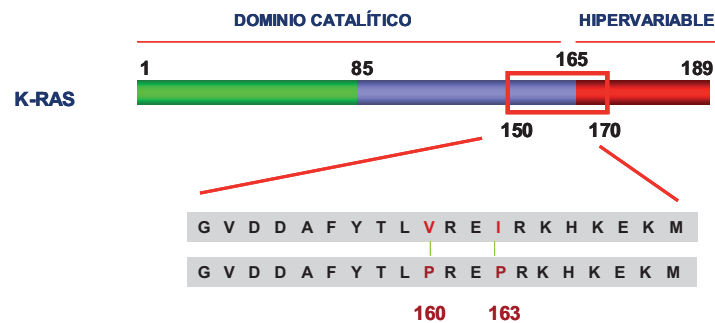 DOMINIO CATALÍTICO HIPERVARIABLE
165
1 85 189
K-RAS
150 170
G V D D A F Y T L V R E I R K H K E K M
G V D D A F Y T L P R E P R K H K E K M
160 163